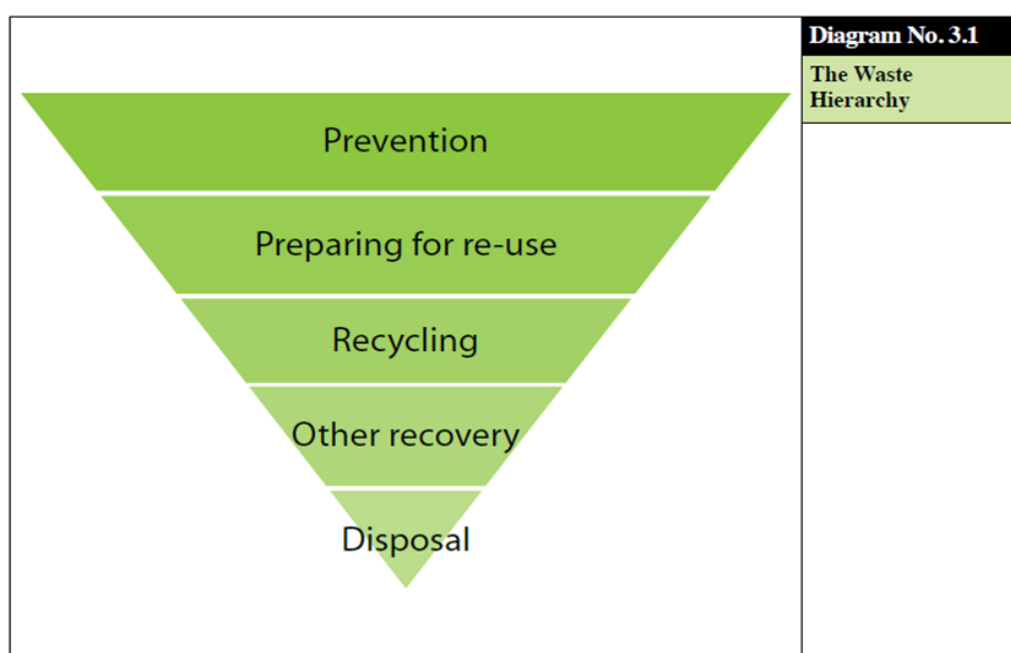 Diagram No. 3.1
The Waste
Hierarchy
Prevention
Preparing for re-use
Recycling
Other recovery
Disposal